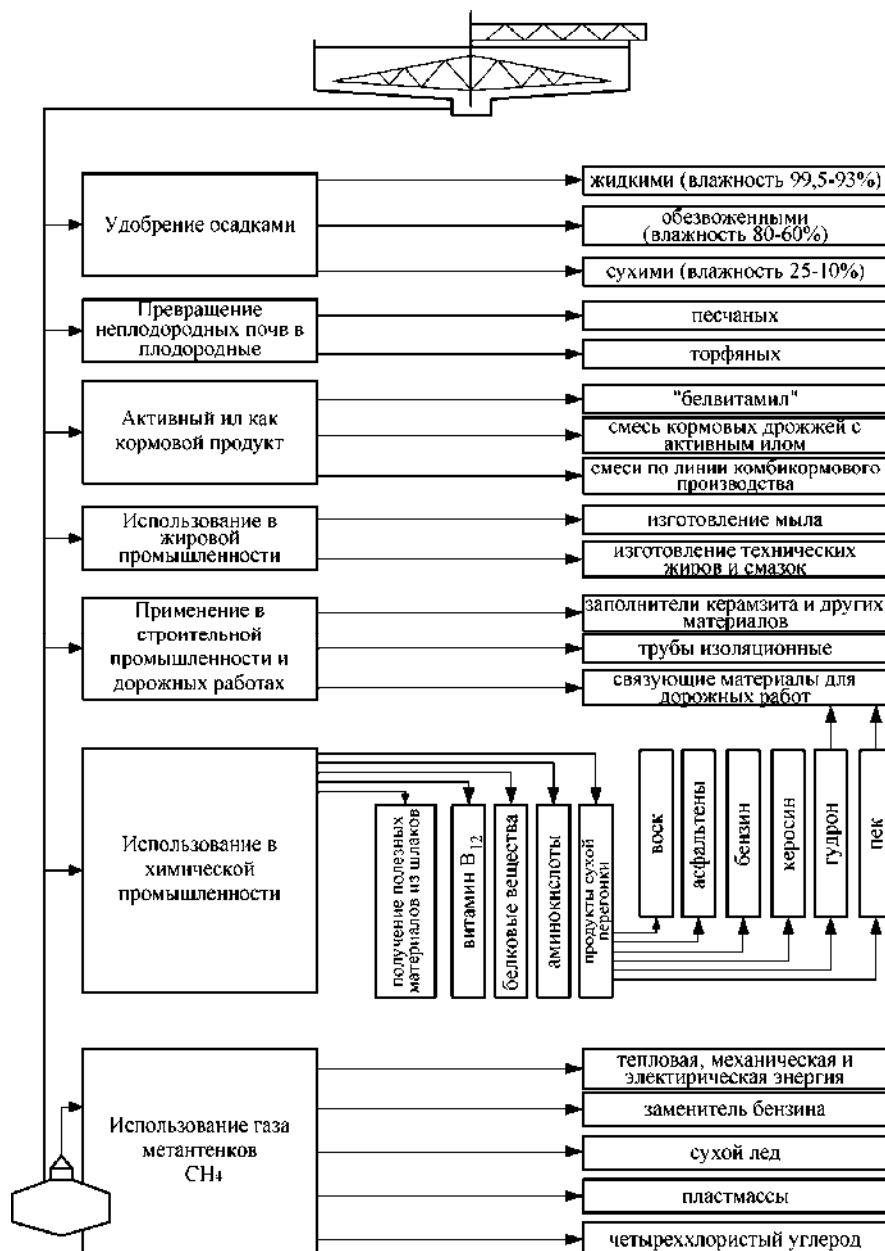 Удобрение осадками
жидкими (влажность 99,5-93%)
обезвоженными
(влажность 80-60%)
сухими (влажность 25-10%)
Превращение
неплодородных почв в
плодородные
песчаных
торфяных
Активный ил как
кормовой продукт
"белвитамил"
смесь кормовых дрожжей с
активным илом
смеси по линии комбикормового
производства
Использование в
жировой
промышленности
изготовление мыла
изготовление технических
жиров и смазок
Применение в
строительной
промышленности и
дорожных работах
заполнители керамзита и других
материалов
трубы изоляционные
связующие материалы для
дорожных работ
Использование в
химической
промышленности
получение полезных
материалов из шлаков
витамин B12
белковые вещества
аминокислоты
продукты сухой
перегонки
воск
асфальтены
бензин
керосин
гудрон
пек
Использование газа
метантенков
CH4
тепловая, механическая и
электирическая энергия
заменитель бензина
сухой лед
пластмассы
четыреххлористый углерод